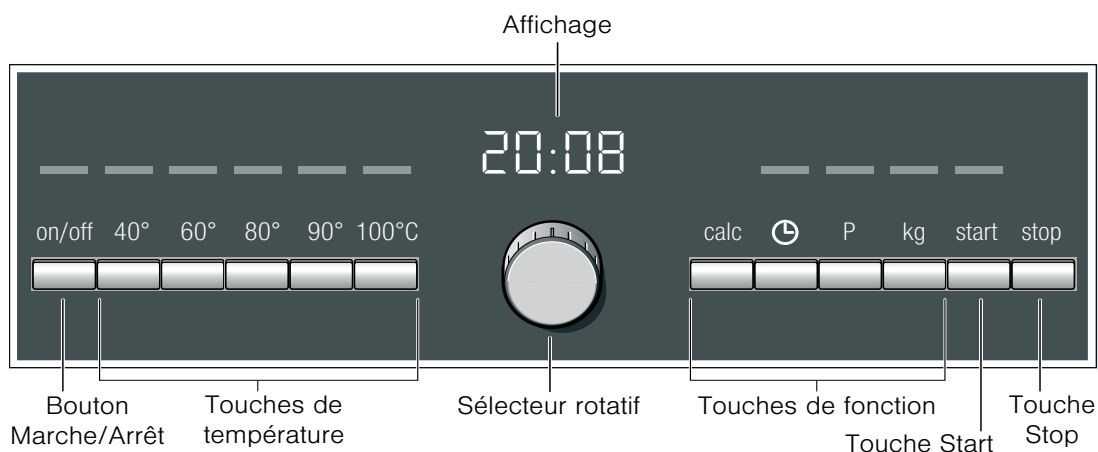 Affichage
20:08
on/off 40° 60° 80° 90° 100°C
calc P kg start stop
Bouton
Marche/Arrêt
Touches de
température
Sélecteur rotatif
Touches de fonction
Touche Start
Touche
Stop